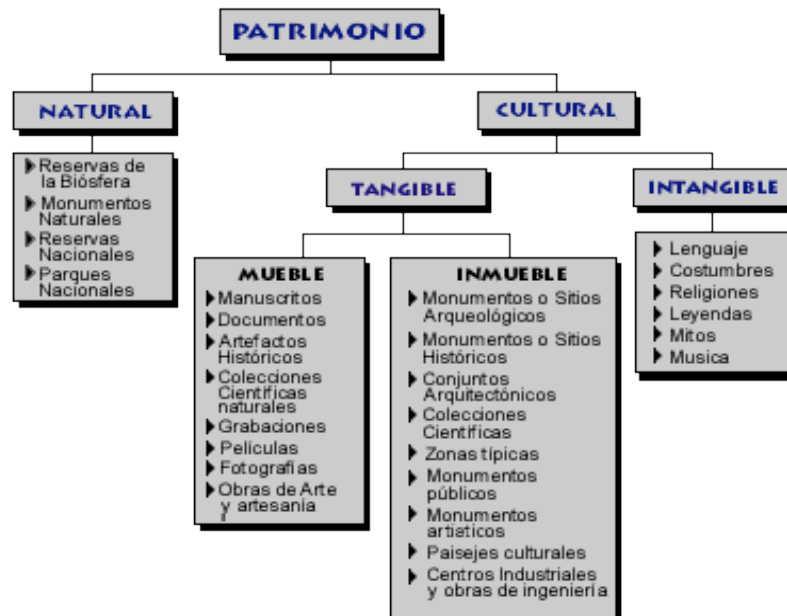 PATRIMONIO
NATURAL
Reservas de
la Biósfera
Monumentos
Naturales
Reservas
Nacionales
Parques
Nacionales
CULTURAL
TANGIBLE
MUEBLE
Manuscritos
Documentos
Artefactos
Históricos
Colecciones
Científicas
naturales
Grabaciones
Películas
Fotografías
Obras de Arte
y artesanía
INMUEBLE
Monumentos o Sitios
Arqueológicos
Monumentos o Sitios
Históricos
Conjuntos
Arquitectónicos
Colecciones
Científicas
Zonas típicas
Monumentos
públicos
Monumentos
artísticos
Paisejes culturales
Centros Industriales
y obras de ingeniería
INTANGIBLE
Lenguaje
Costumbres
Religiones
Leyendas
Mitos
Musica